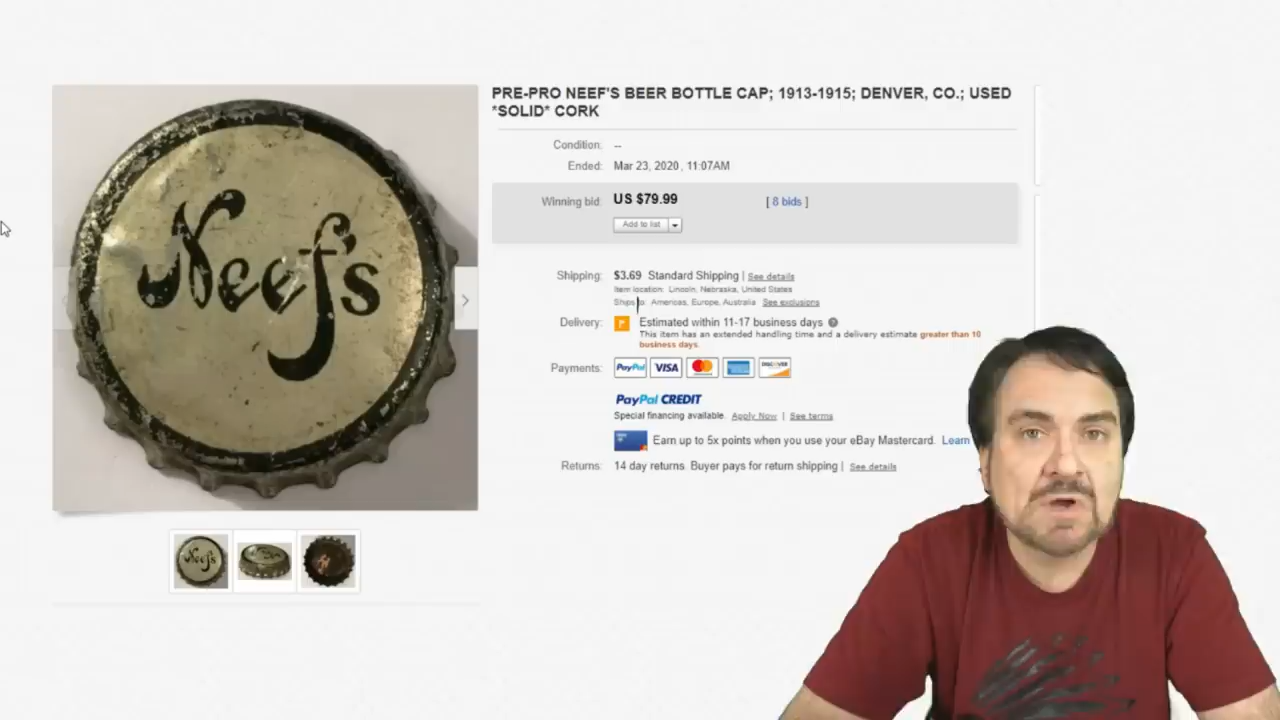 Neef's
PRE-PRO NEEF'S BEER BOTTLE CAP; 1913-1915; DENVER, CO.; USED
*SOLID* CORK
Condition: --
Ended: Mar 23, 2020 , 11:07AM
Winning bid: US $79.99 [ 8 bids ]
Add to list
Shipping: $3.69 Standard Shipping | See details
Item location: Lincoln, Nebraska, United States
Ships to: Americas, Europe, Australia See exclusions
Delivery: Estimated within 11-17 business days
This item has an extended handling time and a delivery estimate greater than 10
business days.
Payments: PayPal VISA DISCOVER
PayPal CREDIT
Special financing available. Apply Now | See terms
Earn up to 5x points when you use your eBay Mastercard. Learn
Returns: 14 day returns. Buyer pays for return shipping | See details
Neef's